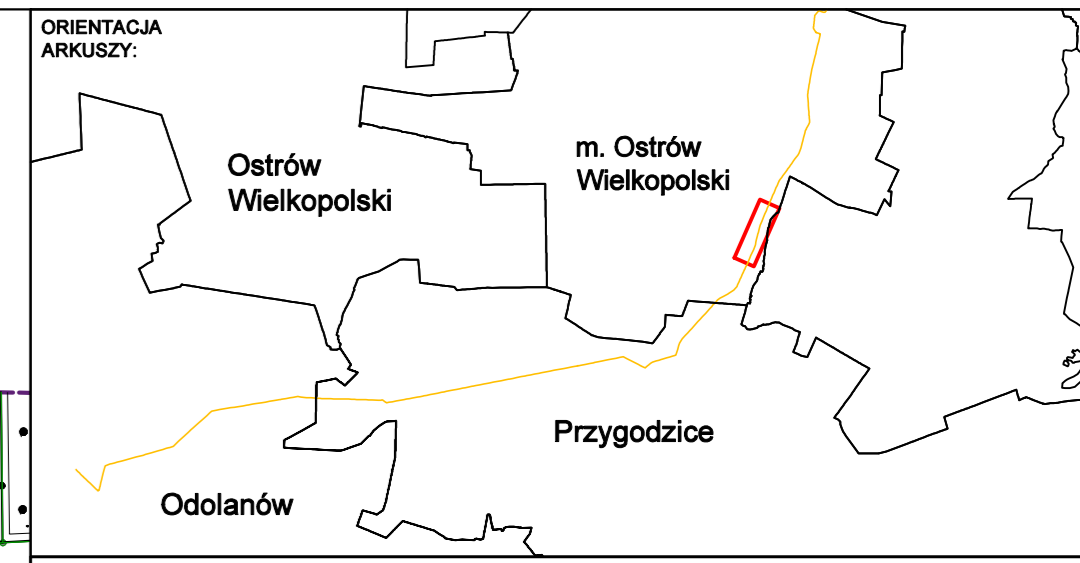 ORIENTACJA
ARKUSZY:
Ostrów
Wielkopolski
m. Ostrów
Wielkopolski
Przygodzice
Odolanów